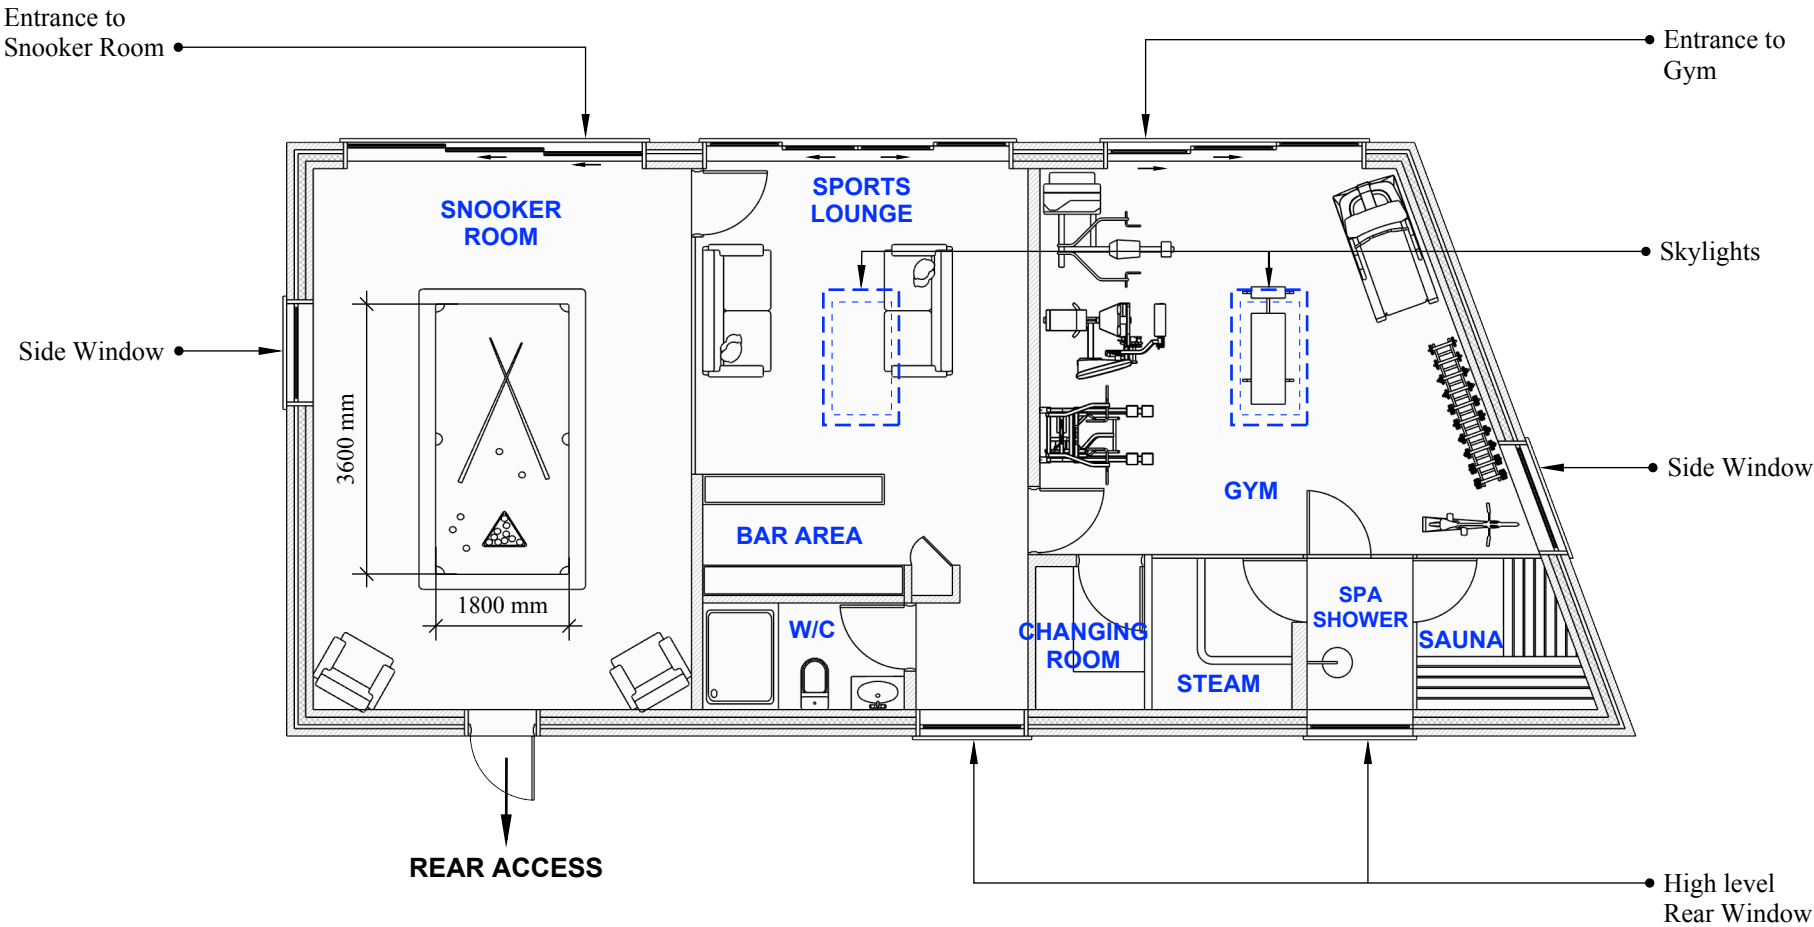 Entrance to
Snooker Room
Entrance to
Gym
SNOOKER
ROOM
SPORTS
LOUNGE
Skylights
Side Window
3600 mm
1800 mm
Side Window
GYM
BAR AREA
W/C
CHANGING
ROOM
STEAM
SPA
SHOWER
SAUNA
REAR ACCESS
High level
Rear Window